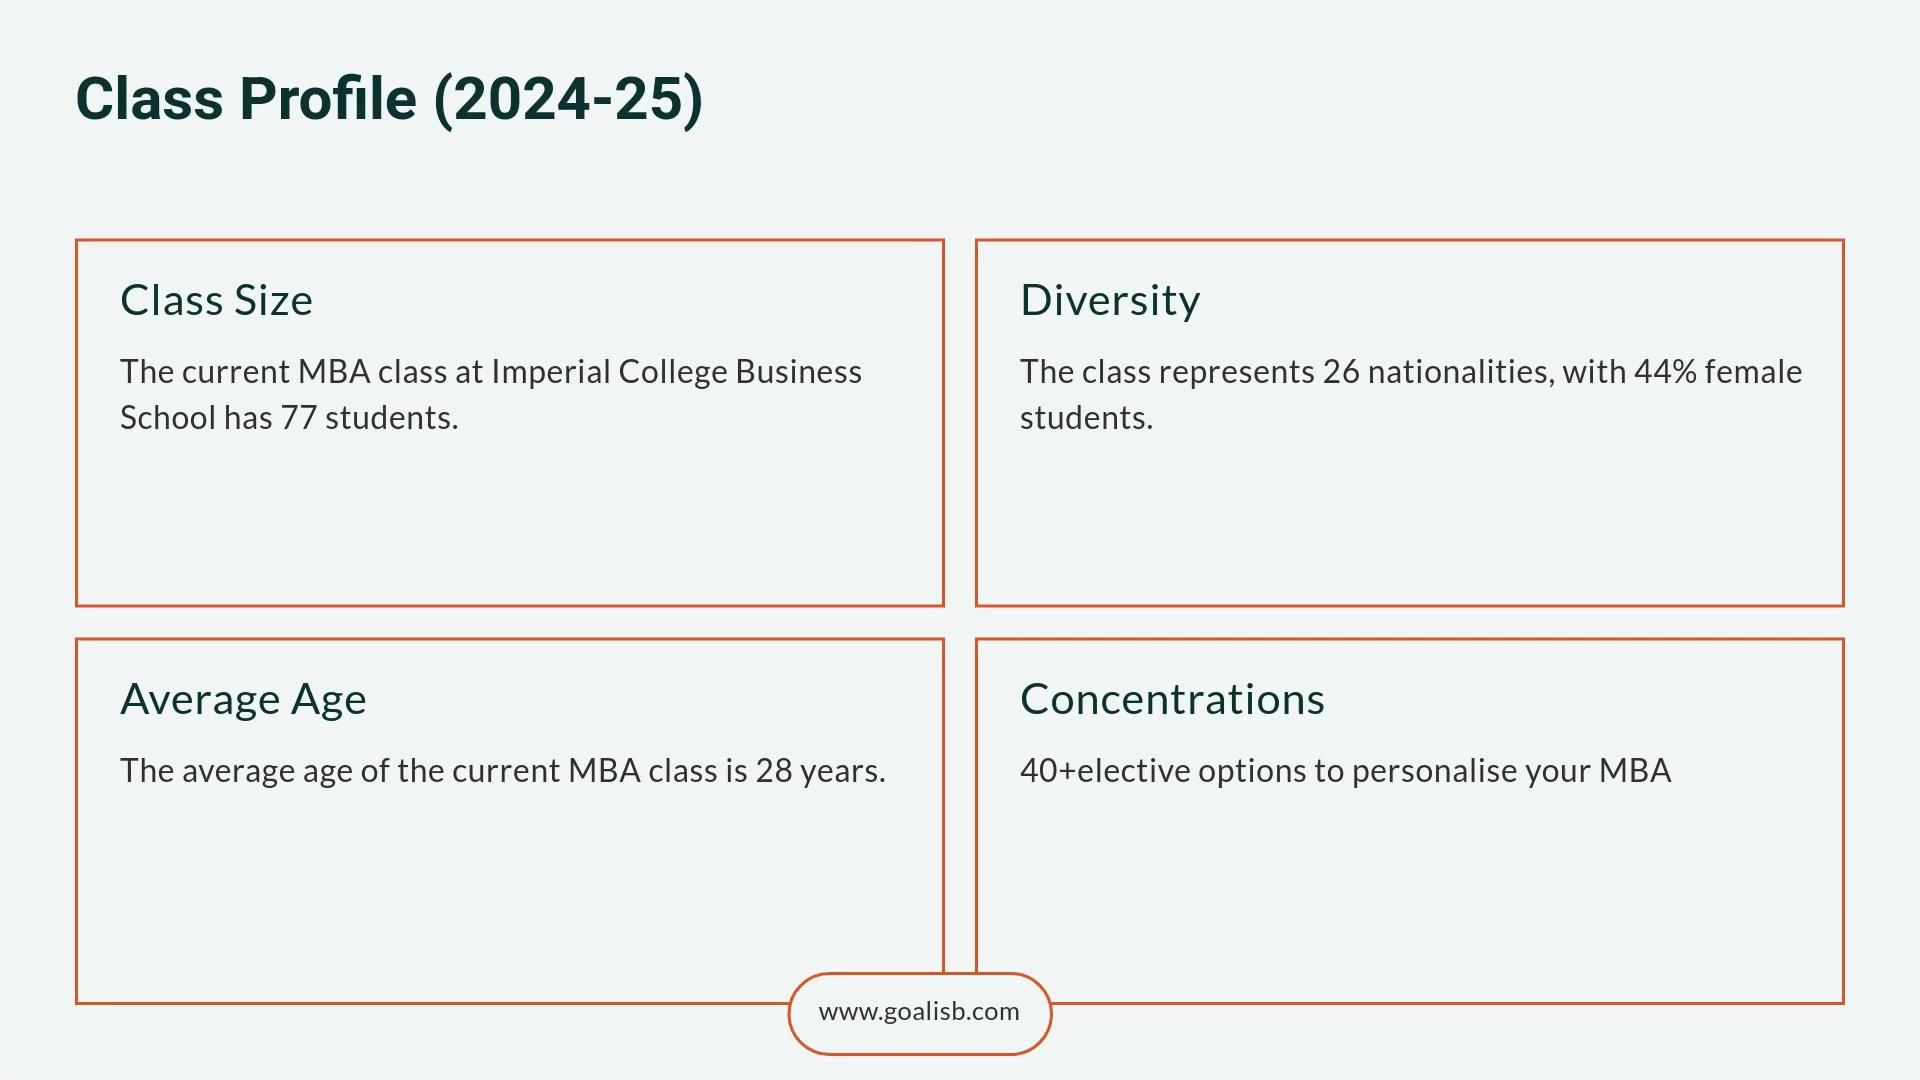 Class Profile (2024-25)
Class Size
The current MBA class at Imperial College Business
School has 77 students.
Diversity
The class represents 26 nationalities, with 44% female
students.
Average Age
The average age of the current MBA class is 28 years.
Concentrations
40+elective options to personalise your MBA
www.goalisb.com